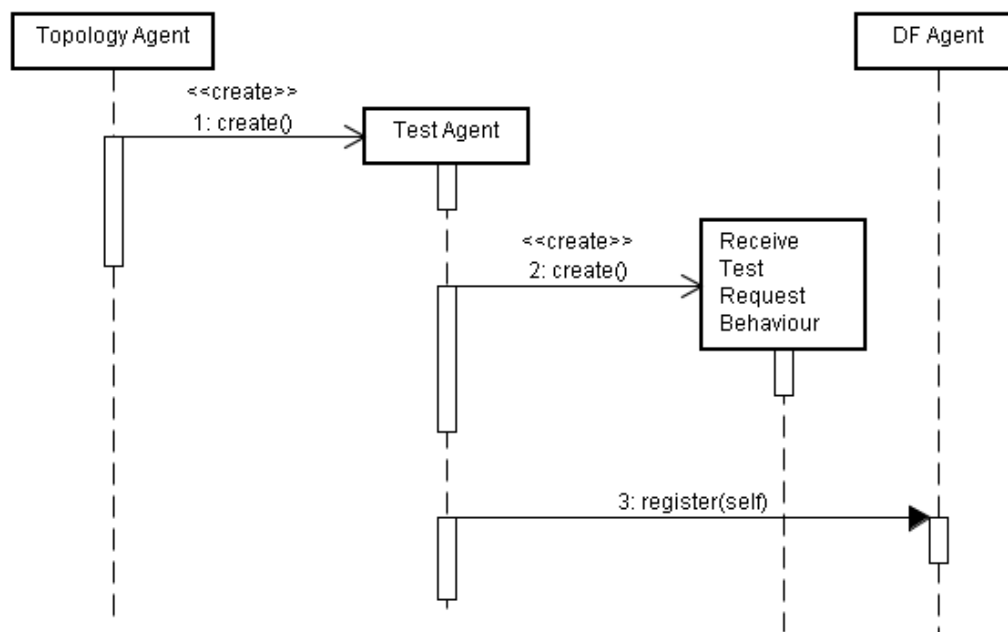 Topology Agent
DF Agent
<<create>>
1: create()
Test Agent
<<create>>
2: create()
Receive
Test
Request
Behaviour
3: register(self)